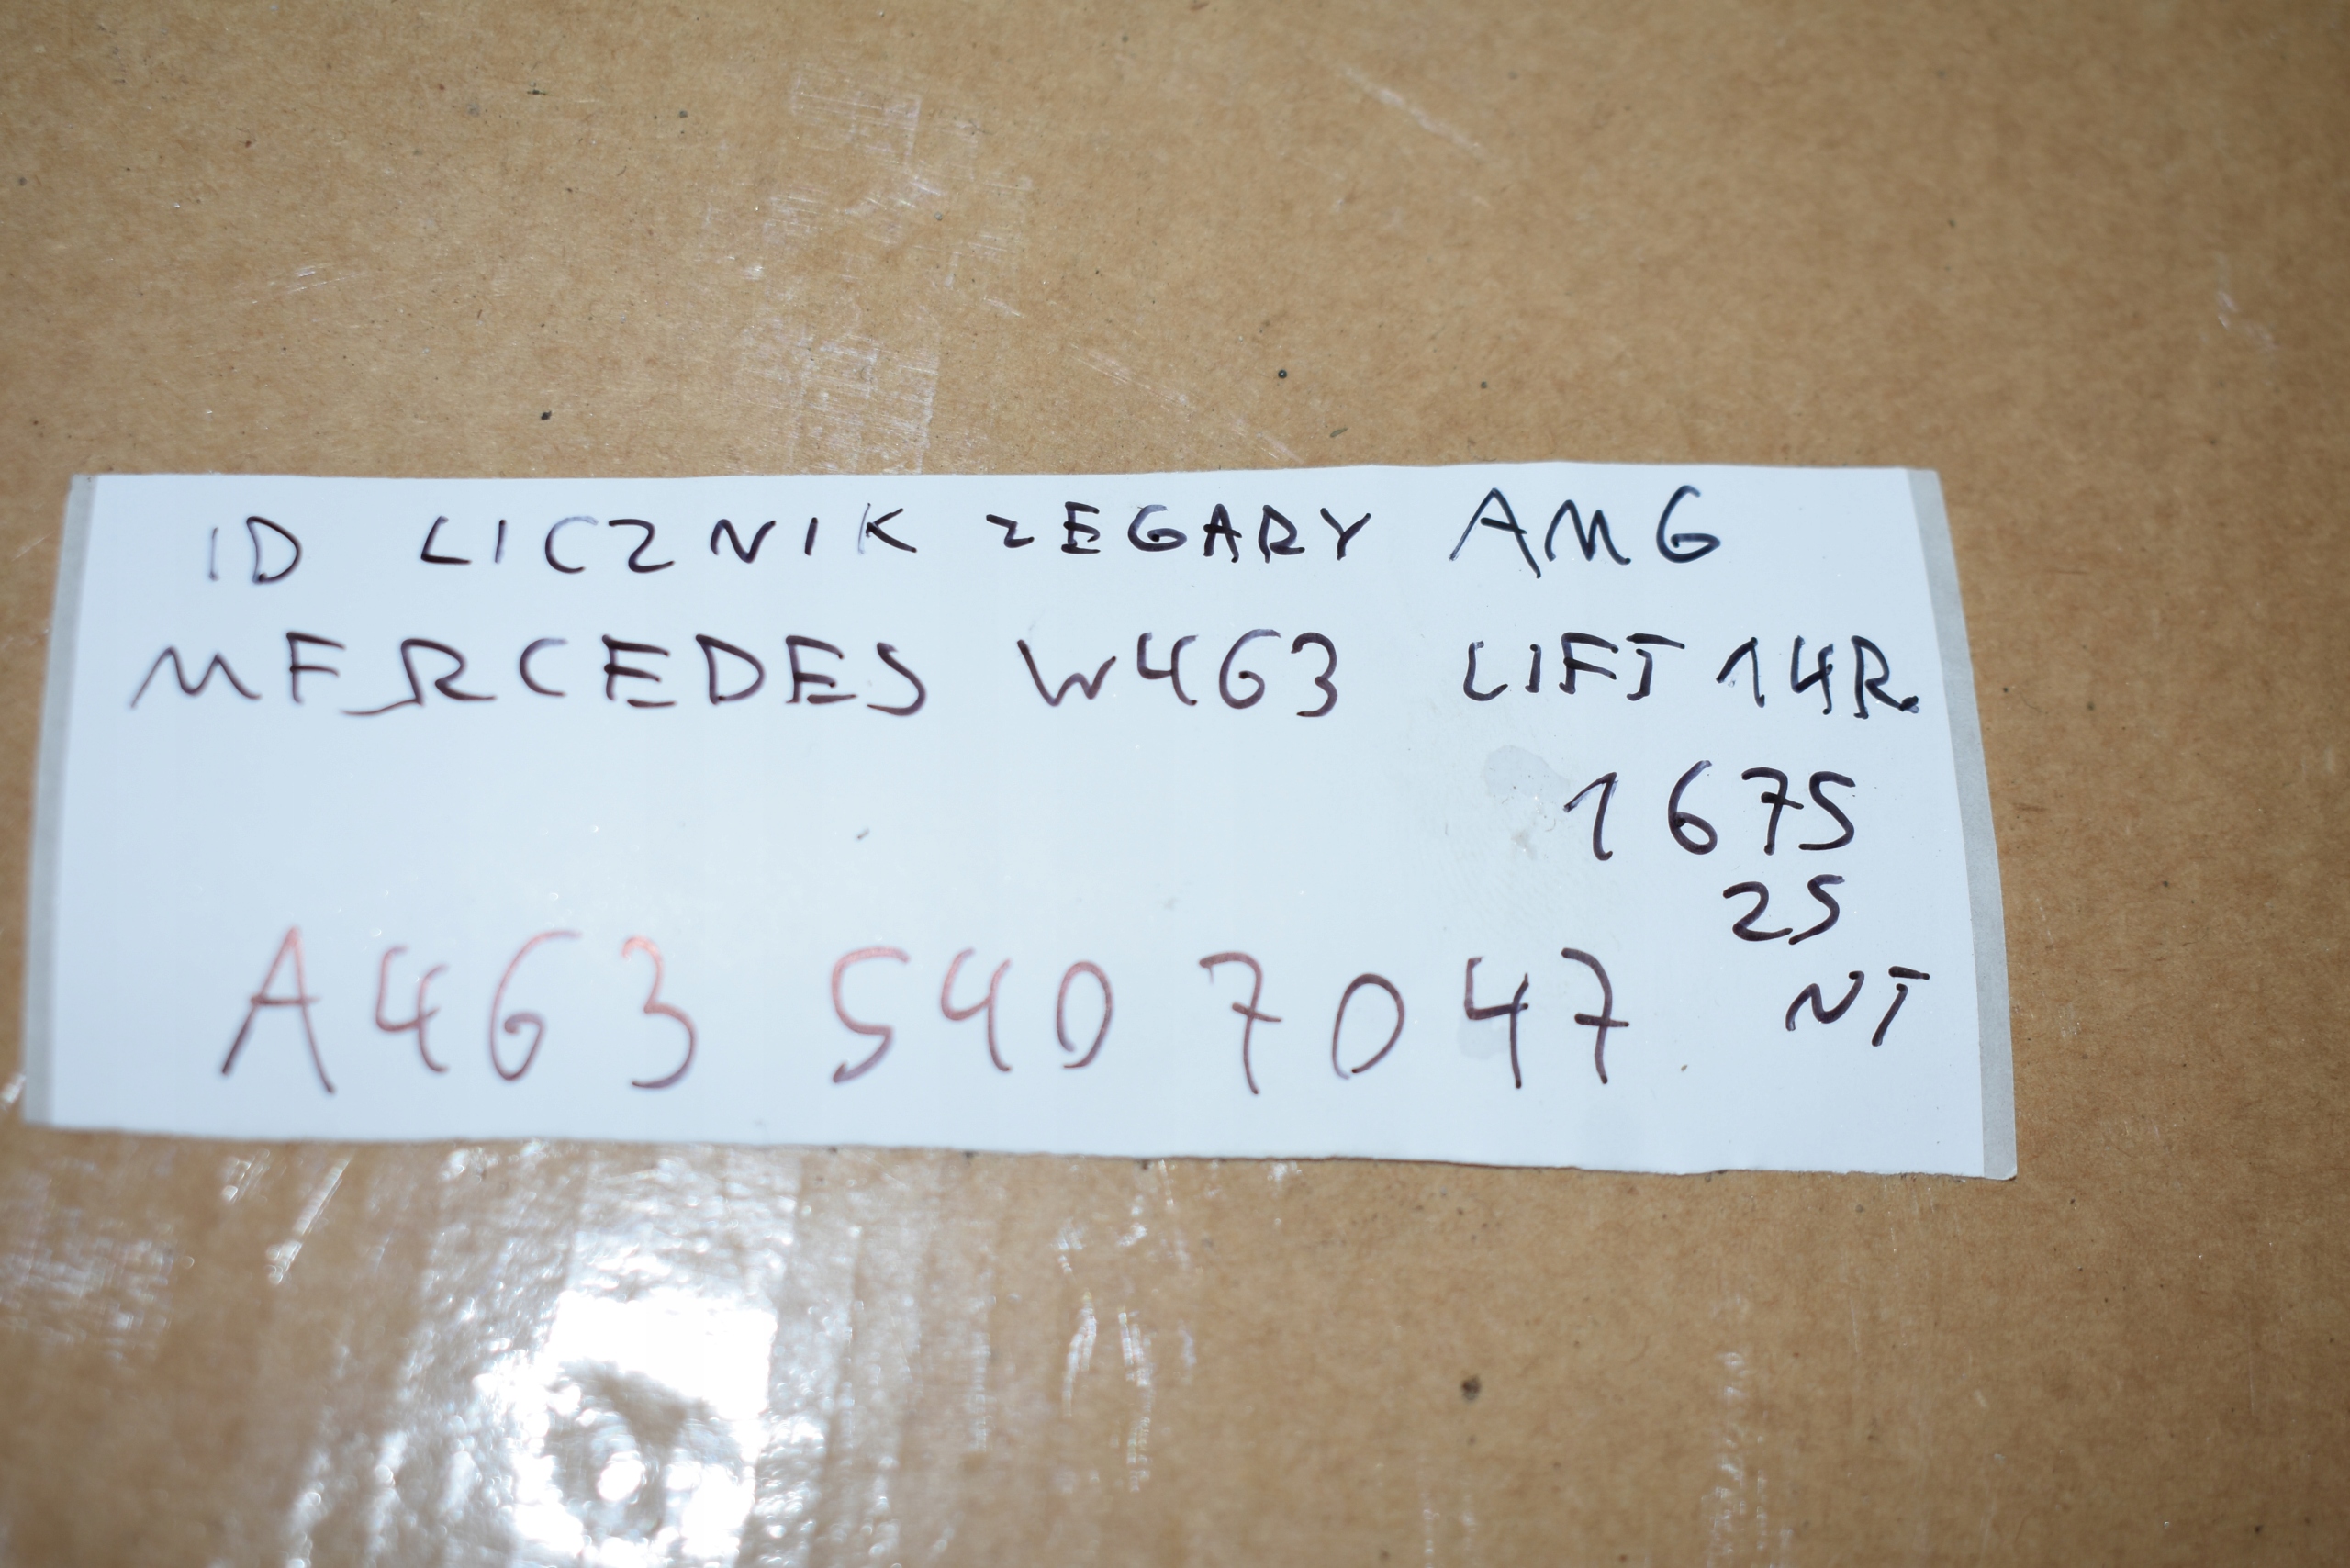 ID LICZNIK ZEGARY AMG
MERCEDES W463 LIFT 14R.
1675
25
A463 540 7047 NT